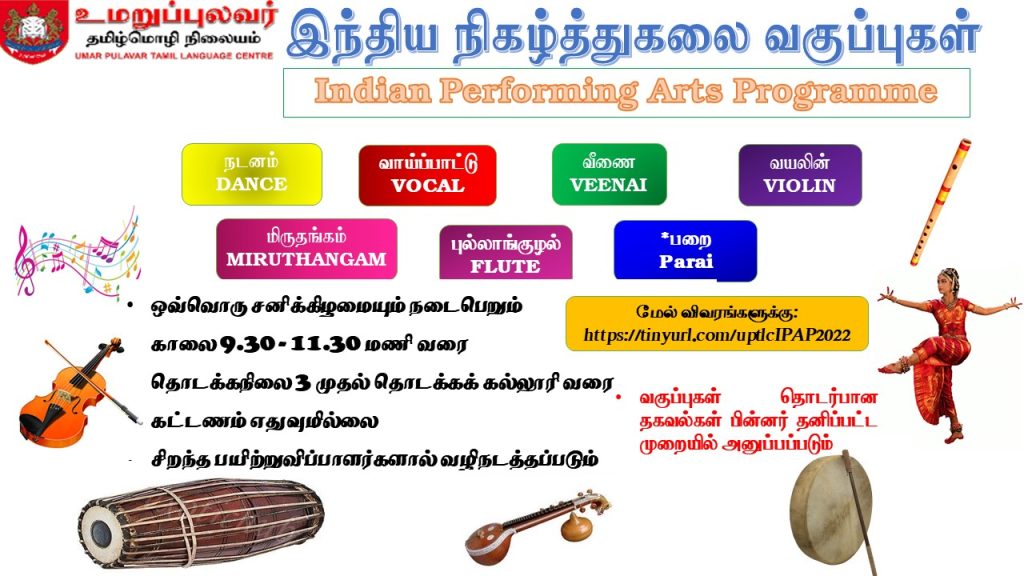 உமறுப்புலவர்
தமிழ்மொழி நிலையம்
UMAR PULAVAR TAMIL LANGUAGE CENTRE
இந்திய நிகழ்த்துகலை வகுப்புகள்
Indian Performing Arts Programme
நடனம்
DANCE
வாய்ப்பாட்டு
VOCAL
வீணை
VEENAI
வயலின்
VIOLIN
மிருதங்கம்
MIRUTHANGAM
புல்லாங்குழல்
FLUTE
*பறை
Parai
• ஒவ்வொரு சனிக்கிழமையும் நடைபெறும்
காலை 9.30 - 11.30 மணி வரை
தொடக்கநிலை 3 முதல் தொடக்கக் கல்லூரி வரை
கட்டணம் எதுவுமில்லை
சிறந்த பயிற்றுவிப்பாளர்களால் வழிநடத்தப்படும்
மேல் விவரங்களுக்கு:
https://tinyurl.com/uptlcIPAP2022
• வகுப்புகள் தொடர்பான
தகவல்கள் பின்னர் தனிப்பட்ட
முறையில் அனுப்பப்படும்